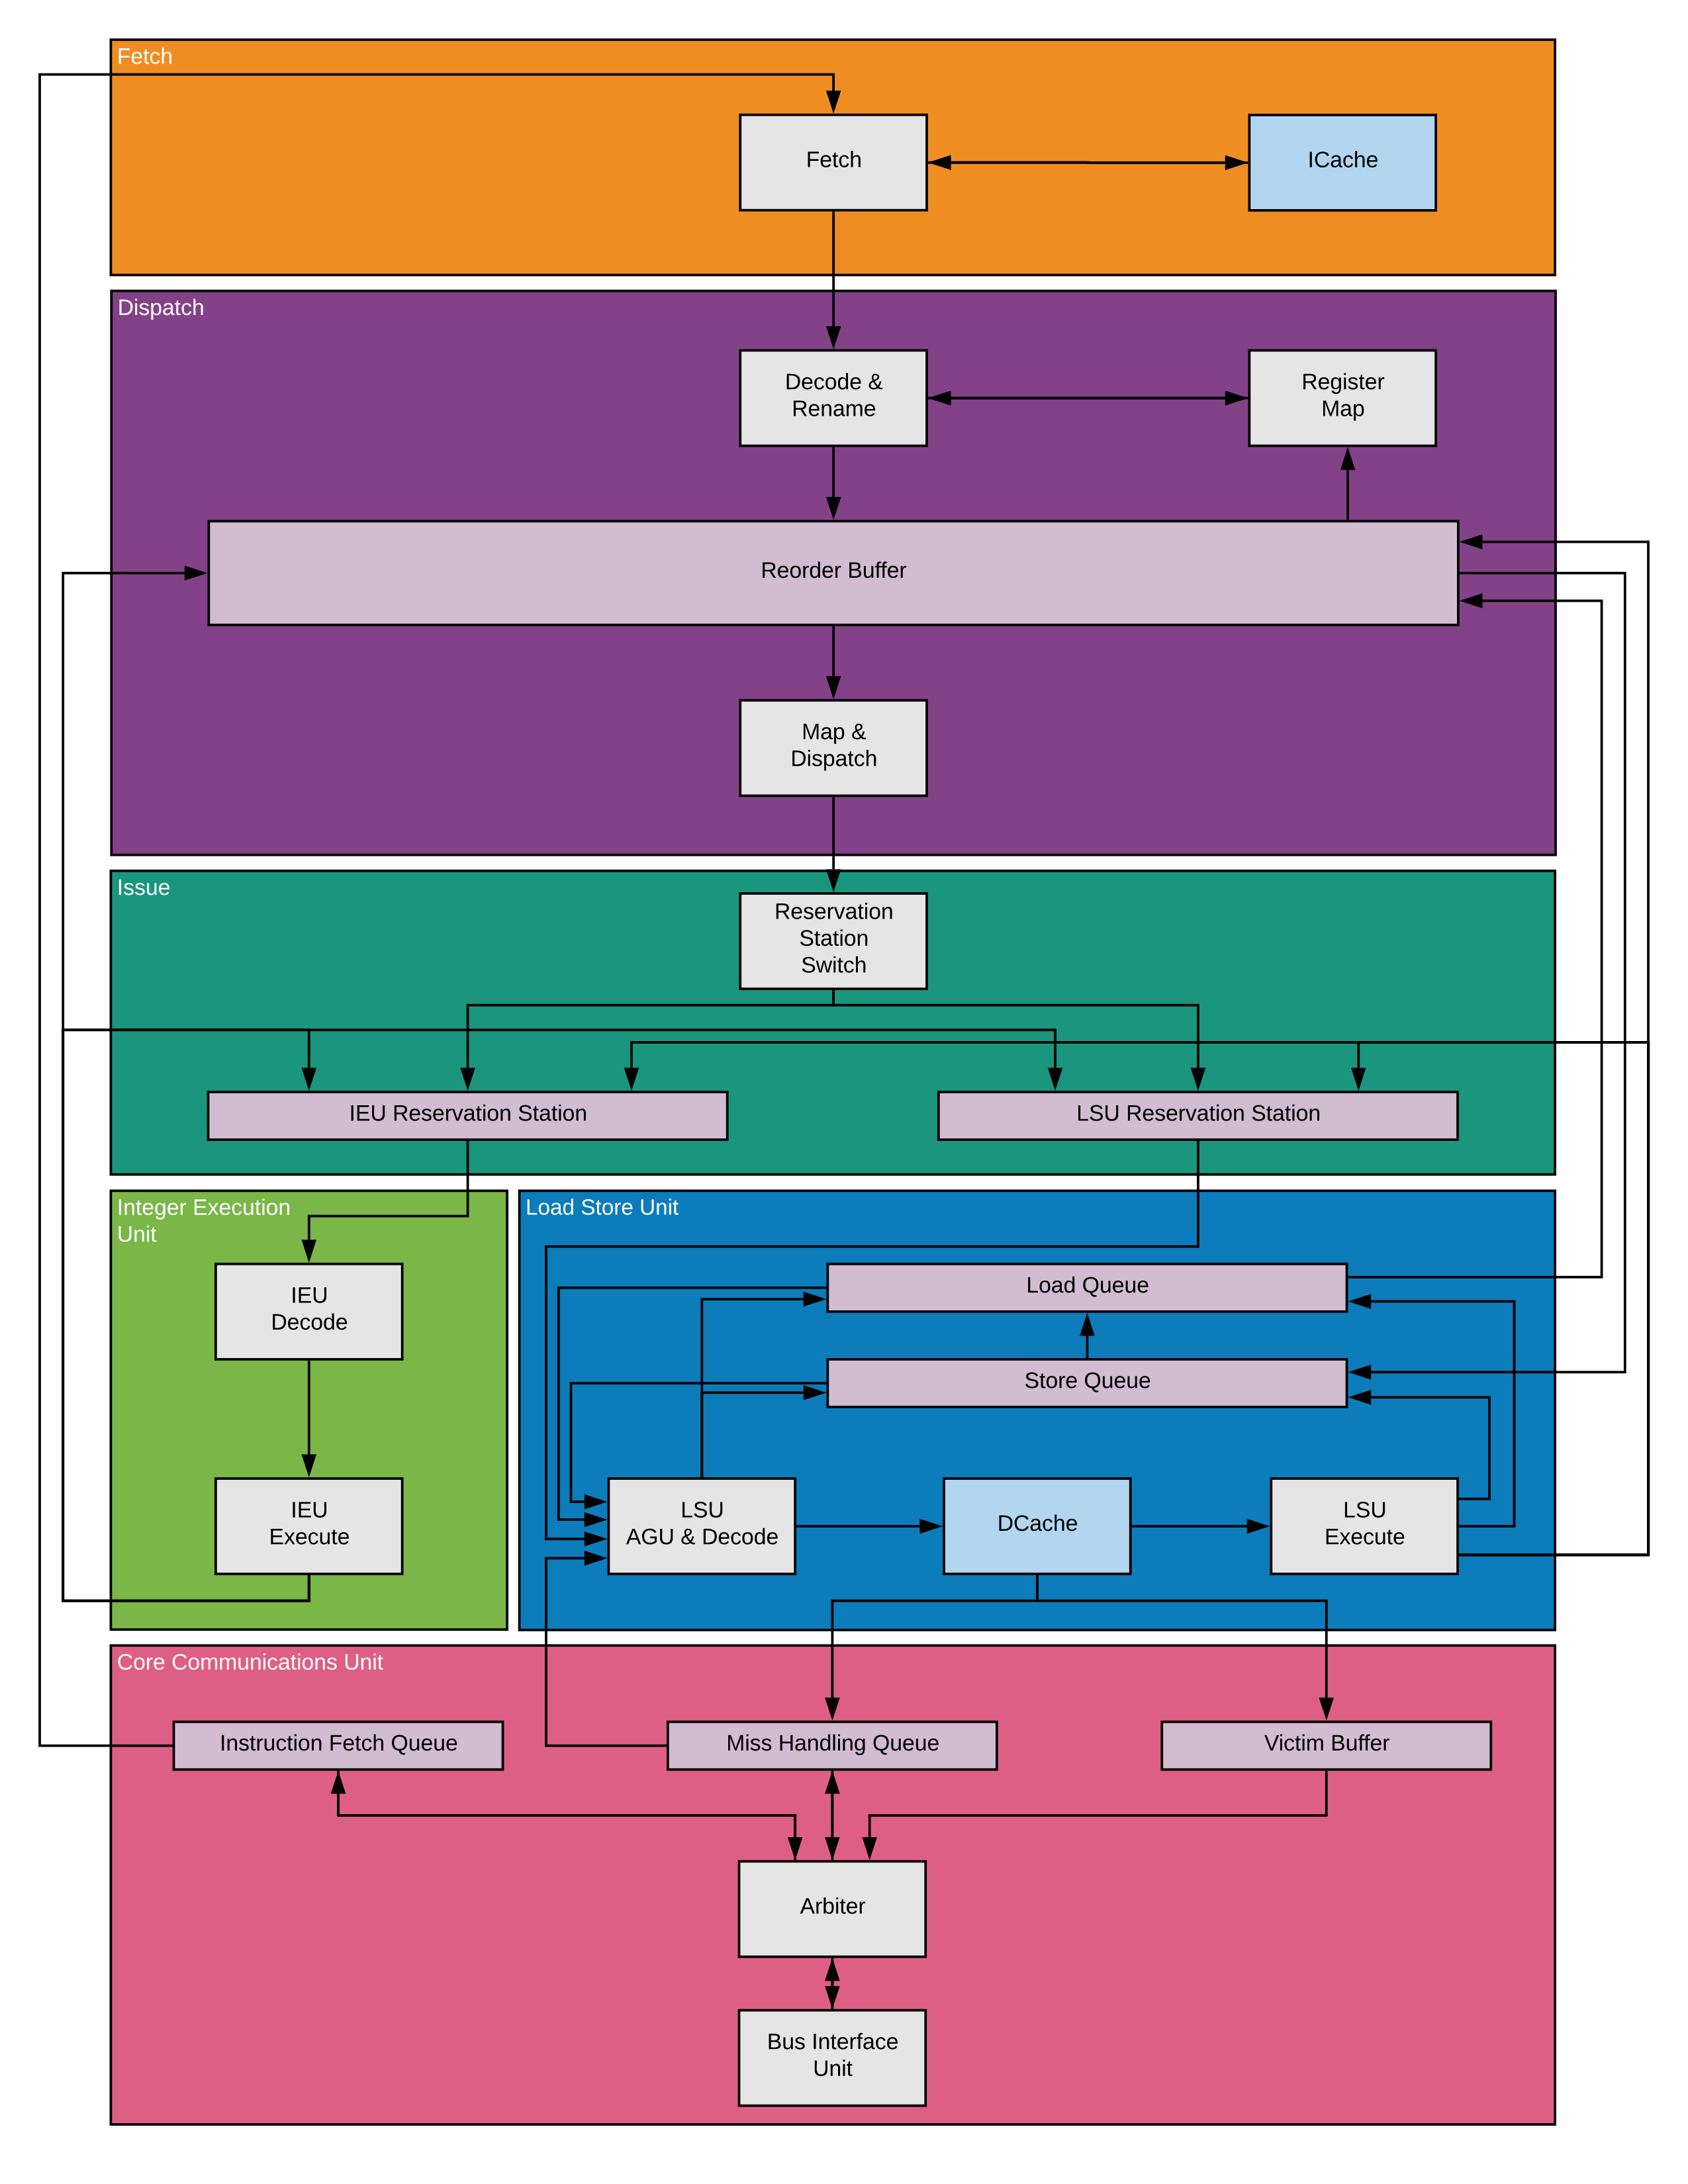 Fetch
Fetch
ICache
Dispatch
Decode &
Rename
Register
Map
Reorder Buffer
Map &
Dispatch
Issue
Reservation
Station
Switch
IEU Reservation Station
LSU Reservation Station
Integer Execution
Unit
IEU
Decode
IEU
Execute
Load Store Unit
Load Queue
Store Queue
LSU
AGU & Decode
DCache
LSU
Execute
Core Communications Unit
Instruction Fetch Queue
Miss Handling Queue
Victim Buffer
Arbiter
Bus Interface
Unit